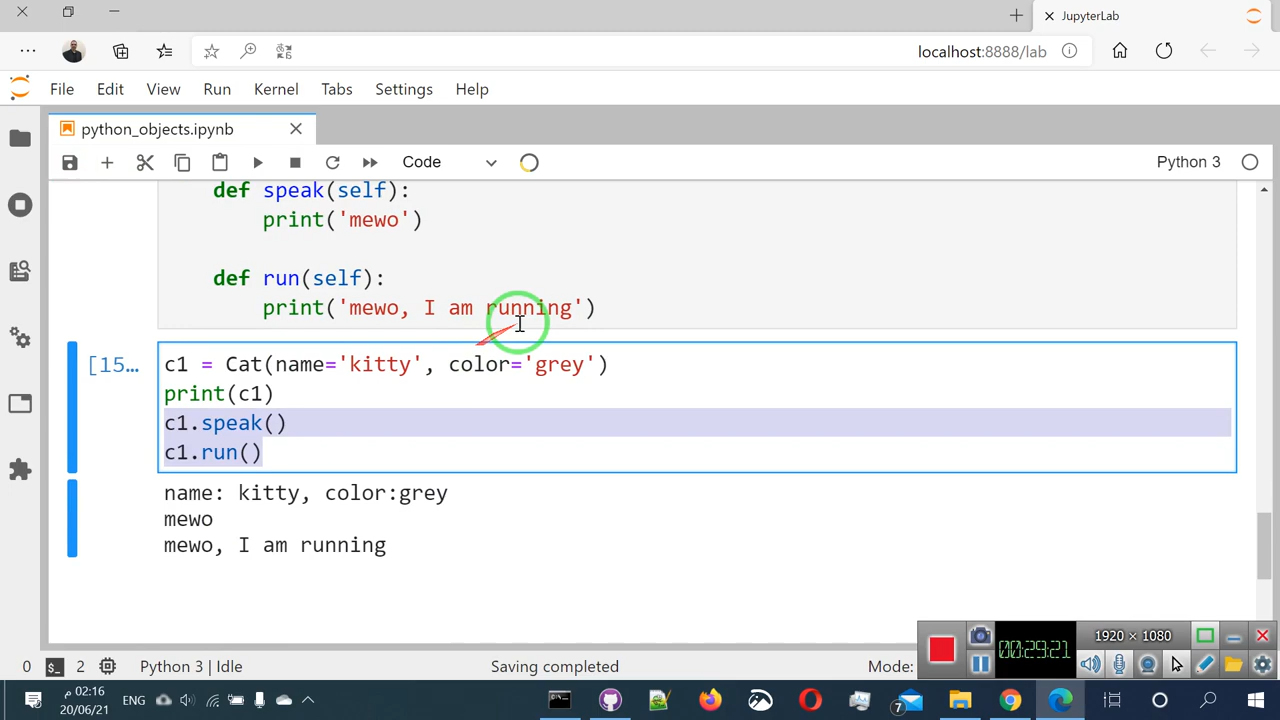 JupyterLab
localhost:8888/lab
File Edit View Run Kernel Tabs Settings Help
python_objects.ipynb
Code
Python 3
def speak(self):
print('mewo')
def run(self):
print('mewo, I am running')
[15…
c1 = Cat(name='kitty', color='grey')
print(c1)
c1.speak()
c1.run()
name: kitty, color:grey
mewo
mewo, I am running
1920 × 1080
00:29:21
0
$_
2
Python 3 | Idle
Saving completed
Mode:
02:16 م
20/06/21
ENG
7